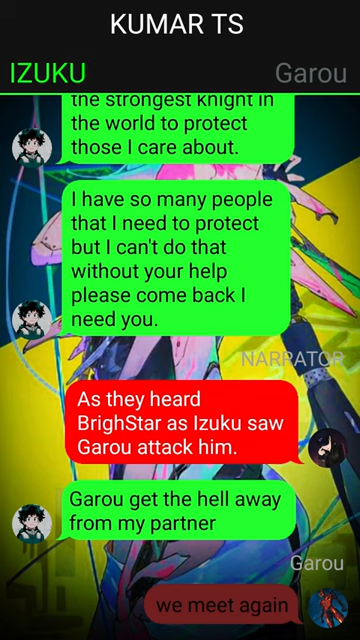 KUMAR TS
IZUKU
Garou
the strongest knight in
the world to protect
those I care about.
I have so many people
that I need to protect
but I can't do that
without your help
please come back I
need you.
NARRATOR
As they heard
BrighStar as Izuku saw
Garou attack him.
Garou get the hell away
from my partner
Garou
we meet again